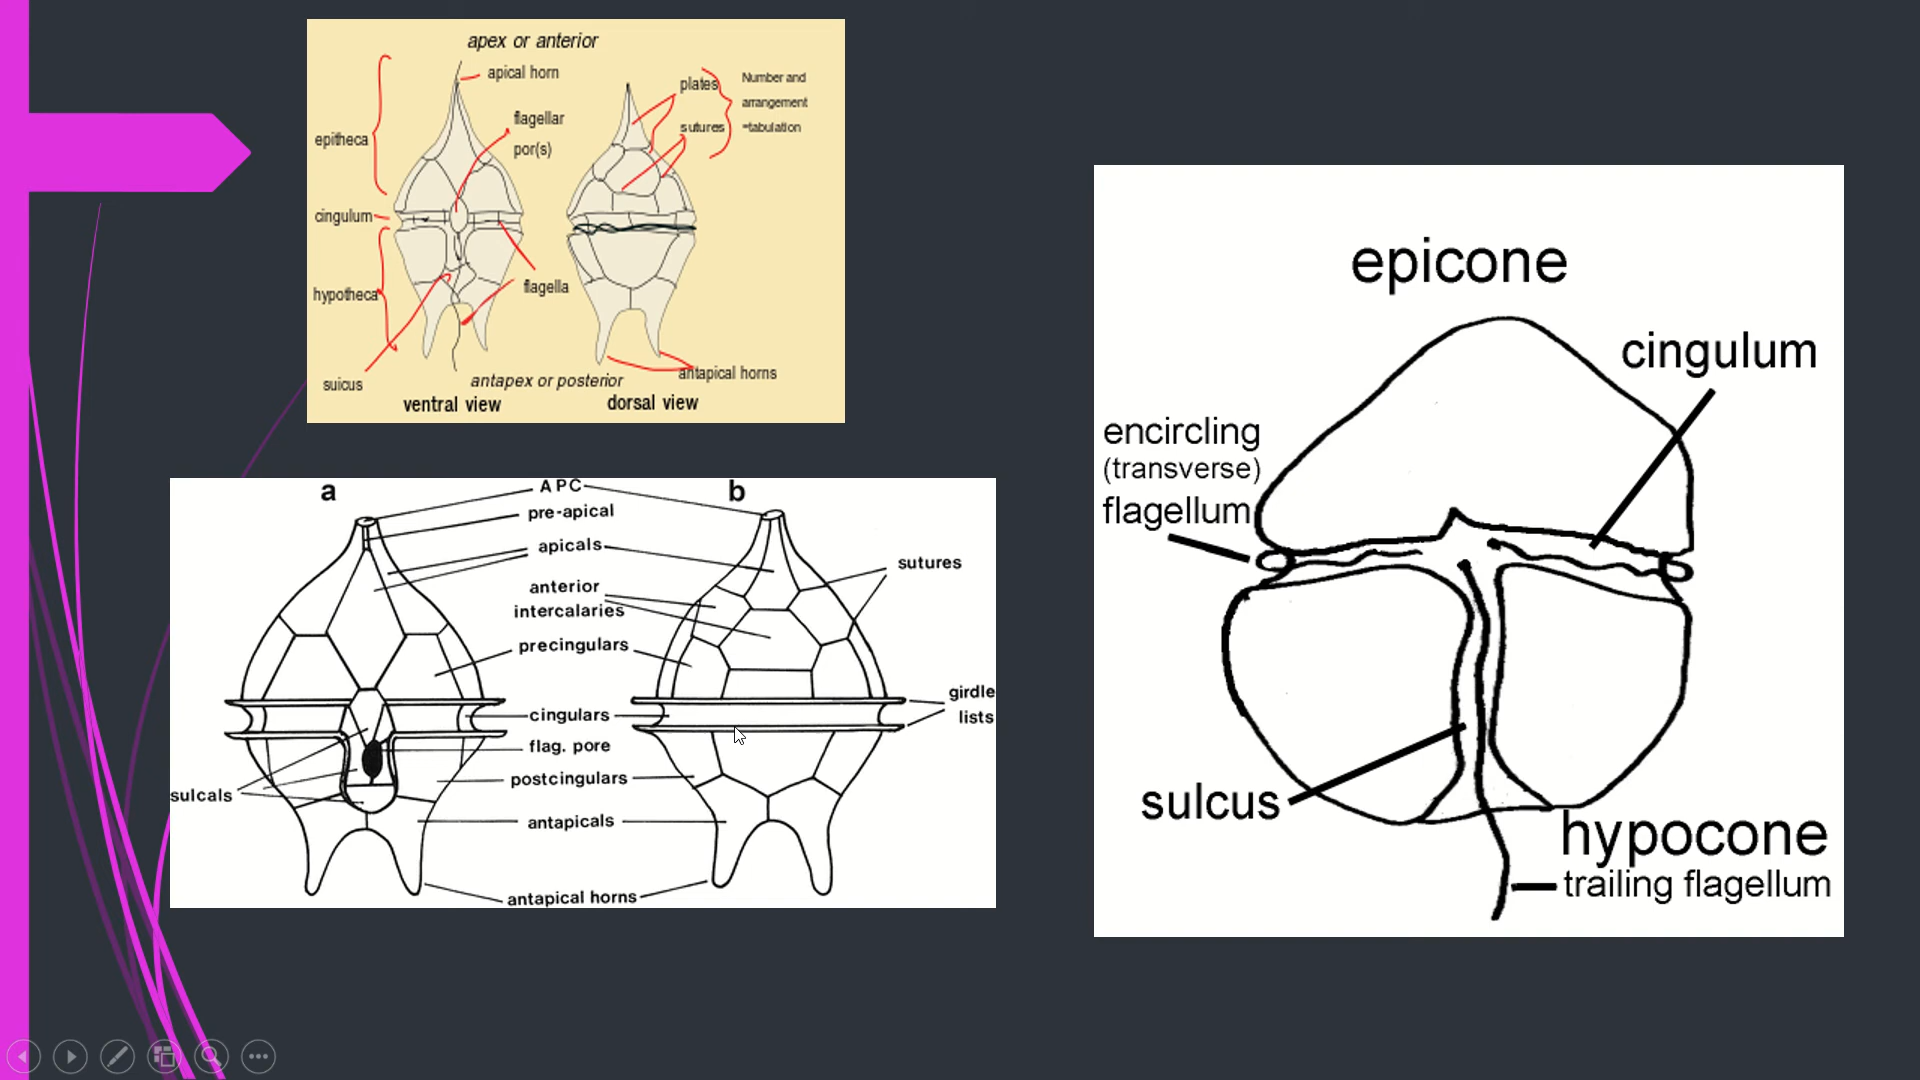 apex or anterior
apical horn
flagellar
por(s)
epitheca
cingulum
hypotheca
flagella
suicus
antapex or posterior
ventral view
plates
sutures
Number and
arrangement
=tabulation
antapical horns
dorsal view
a
b
APC
pre-apical
apicals
anterior
intercalaries
precingulars
cingulars
flag. pore
postcingulars
antapicals
antapical horns
sulcals
sutures
girdle
lists
epicone
cingulum
encircling
(transverse)
flagellum
sulcus
hypocone
trailing flagellum